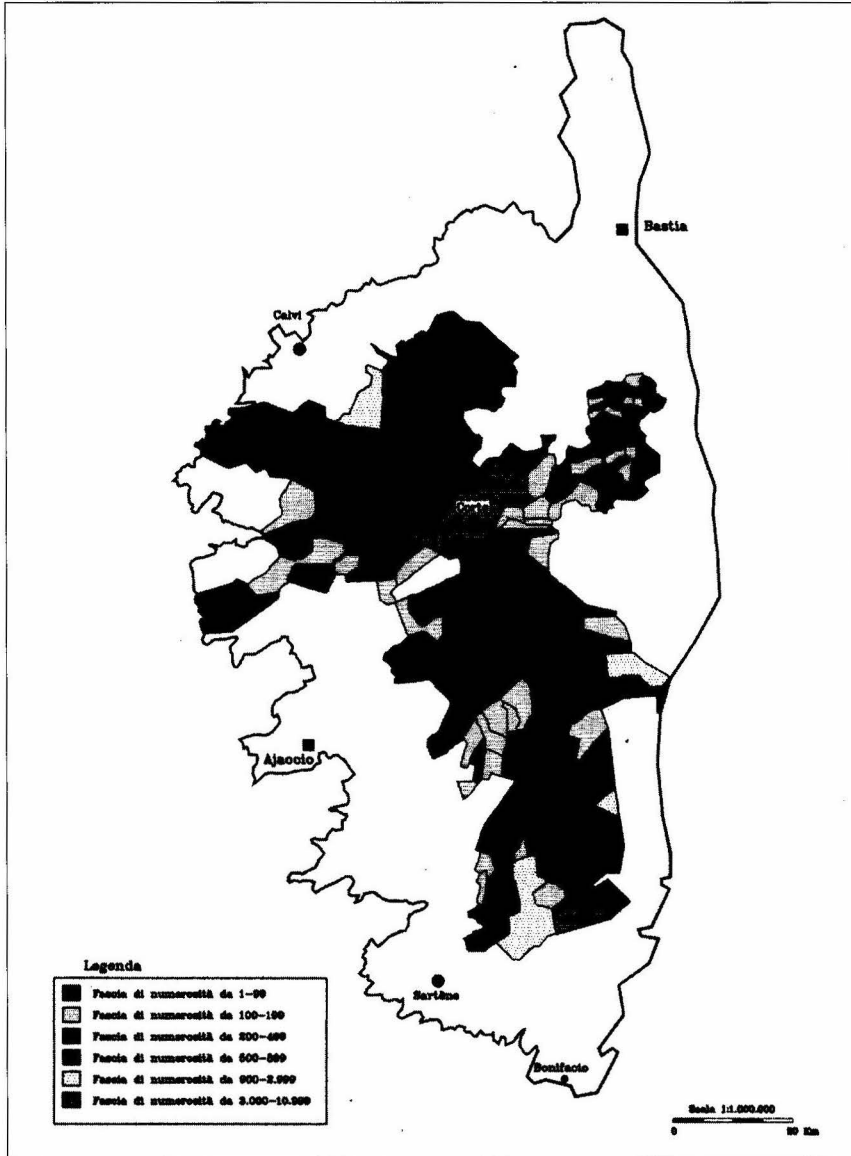 Bastia
Calvi
Corte
Ajaccio
Legenda
Fascia di numerosità da 1-99
Fascia di numerosità da 100-199
Fascia di numerosità da 200-499
Fascia di numerosità da 500-899
Fascia di numerosità da 900-2.999
Fascia di numerosità da 3.000-10.999
Sartène
Bonifacio
Scala 1:1.000.000
0 20 Km